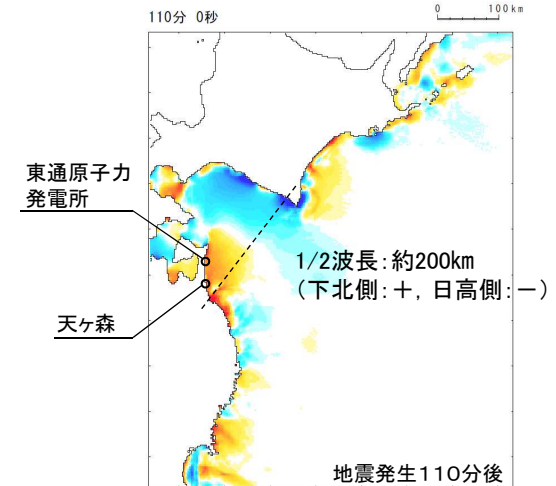 110分 0秒
0 100km
東通原子力
発電所
1/2波長：約200km
（下北側：＋，日高側：－）
天ヶ森
地震発生110分後